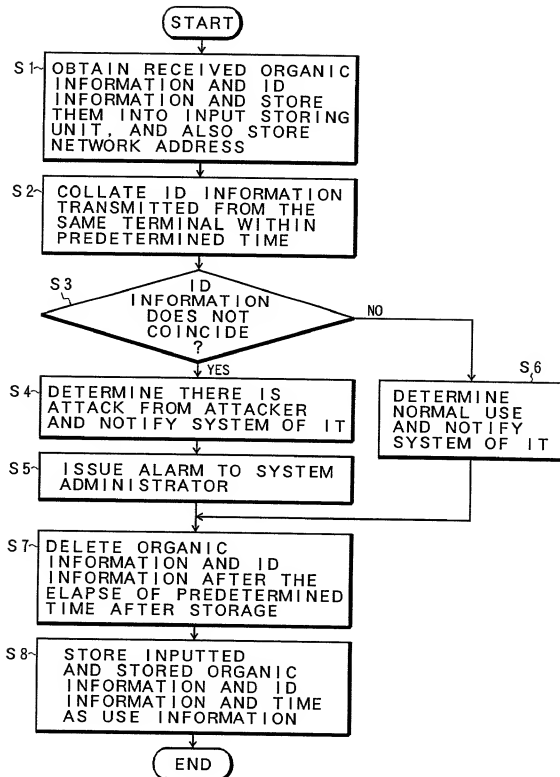 START
S1
OBTAIN RECEIVED ORGANIC
INFORMATION AND ID
INFORMATION AND STORE
THEM INTO INPUT STORING
UNIT, AND ALSO STORE
NETWORK ADDRESS
S2
COLLATE ID INFORMATION
TRANSMITTED FROM THE
SAME TERMINAL WITHIN
PREDETERMINED TIME
S3
ID
INFORMATION
DOES NOT
COINCIDE
?
NO
YES
S4
DETERMINE THERE IS
ATTACK FROM ATTACKER
AND NOTIFY SYSTEM OF IT
S6
DETERMINE
NORMAL USE
AND NOTIFY
SYSTEM OF IT
S5
ISSUE ALARM TO SYSTEM
ADMINISTRATOR
S7
DELETE ORGANIC
INFORMATION AND ID
INFORMATION AFTER THE
ELAPSE OF PREDETERMINED
TIME AFTER STORAGE
S8
STORE INPUTTED
AND STORED ORGANIC
INFORMATION AND ID
INFORMATION AND TIME
AS USE INFORMATION
END